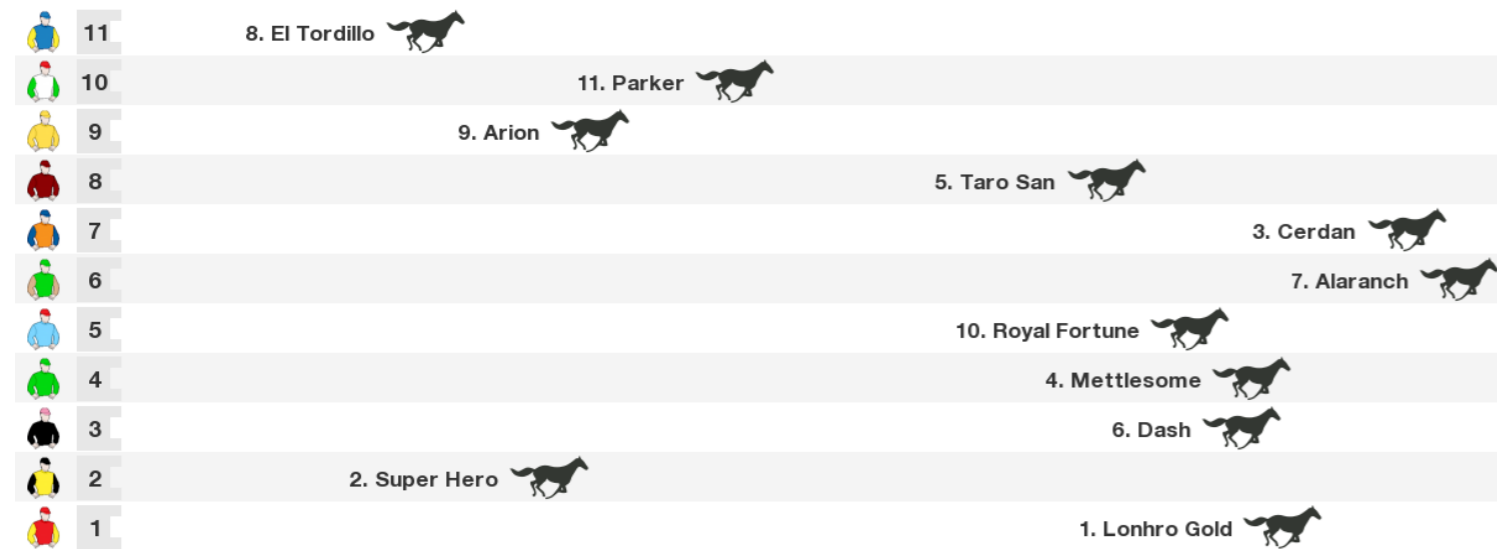 11 8. El Tordillo
10 11. Parker
9 9. Arion
8 5. Taro San
7 3. Cerdan
6 7. Alaranch
5 10. Royal Fortune
4 4. Mettlesome
3 6. Dash
2 2. Super Hero
1 1. Lonhro Gold